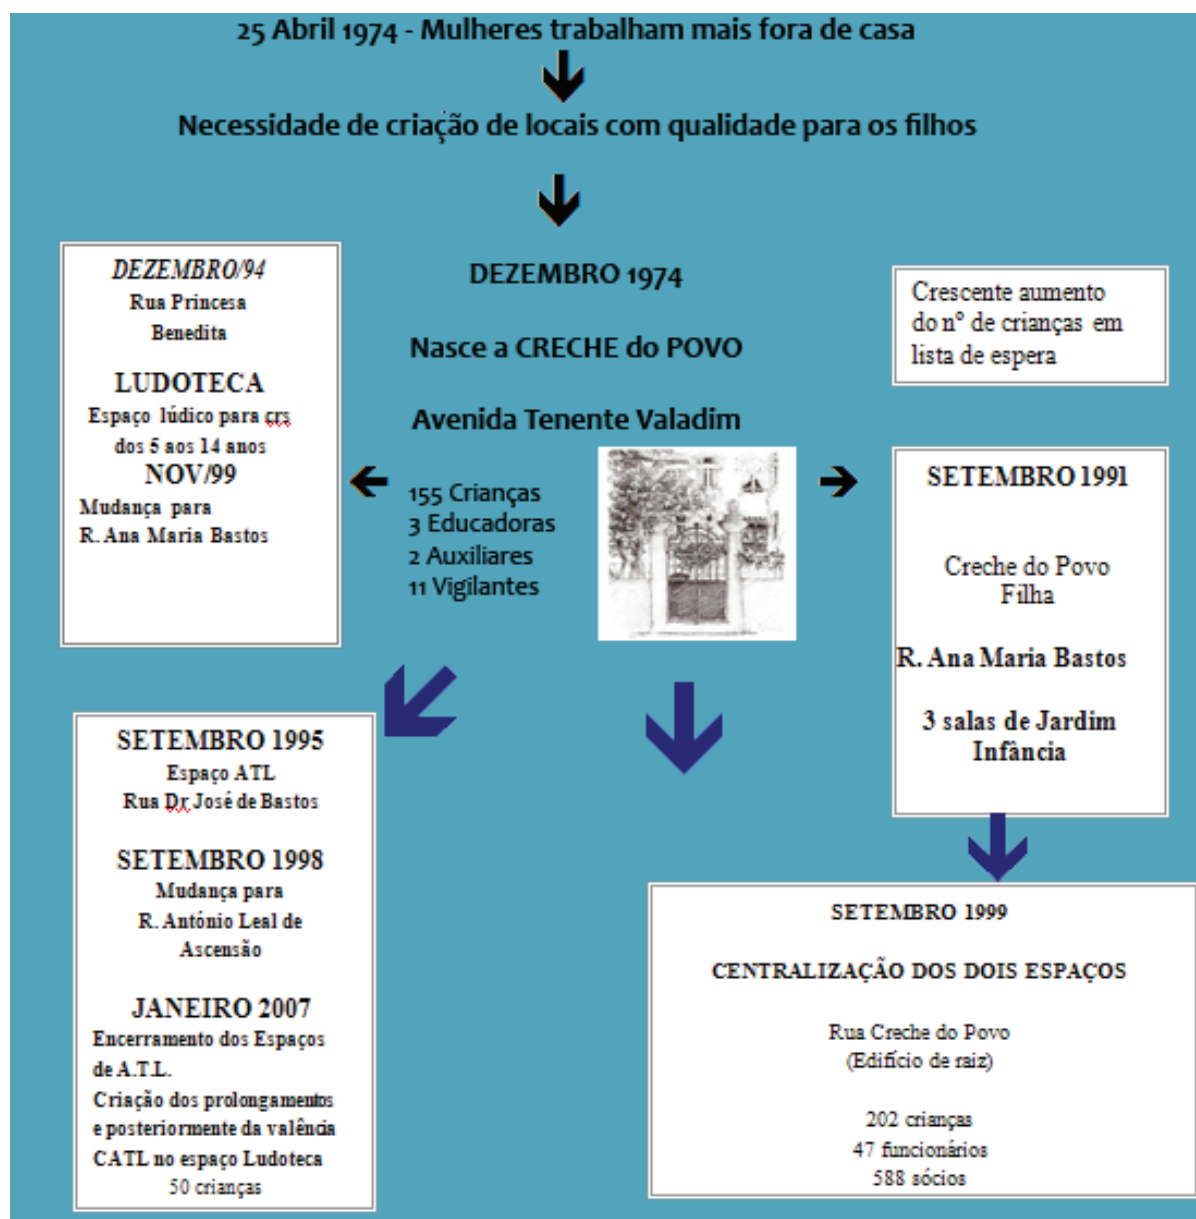 25 Abril 1974 - Mulheres trabalham mais fora de casa
Necessidade de criação de locais com qualidade para os filhos
DEZEMBRO 1974
Nasce a CRECHE do POVO
Avenida Tenente Valadim
155 Crianças
3 Educadoras
2 Auxiliares
11 Vigilantes
DEZEMBRO/94
Rua Princesa
Benedita
LUDOTECA
Espaço lúdico para crs
dos 5 aos 14 anos
NOV/99
Mudança para
R. Ana Maria Bastos
Crescente aumento
do nº de crianças em
lista de espera
SETEMBRO 1991
Creche do Povo
Filha
R. Ana Maria Bastos
3 salas de Jardim
Infância
SETEMBRO 1995
Espaço ATL
Rua Dr José de Bastos
SETEMBRO 1998
Mudança para
R. António Leal de
Ascensão
JANEIRO 2007
Encerramento dos Espaços
de A.T.L.
Criação dos prolongamentos
e posteriormente da valência
CATL no espaço Ludoteca
50 crianças
SETEMBRO 1999
CENTRALIZAÇÃO DOS DOIS ESPAÇOS
Rua Creche do Povo
(Edifício de raiz)
202 crianças
47 funcionários
588 sócios